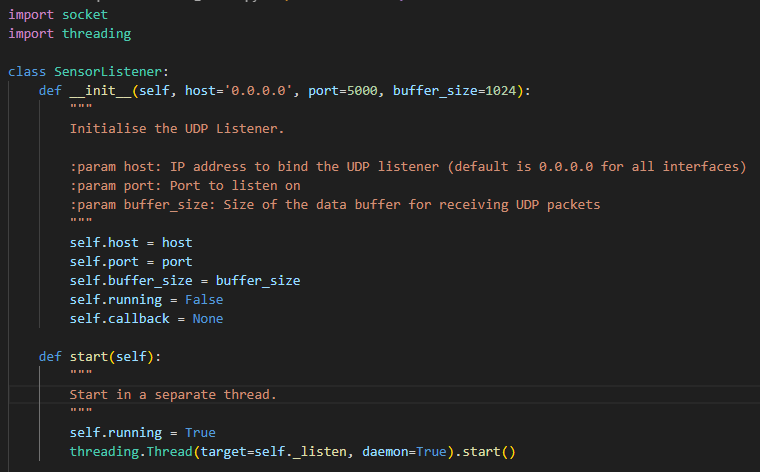 import socket
import threading
class SensorListener:
def __init__(self, host='0.0.0.0', port=5000, buffer_size=1024):
"""
Initialise the UDP Listener.
:param host: IP address to bind the UDP listener (default is 0.0.0.0 for all interfaces)
:param port: Port to listen on
:param buffer_size: Size of the data buffer for receiving UDP packets
"""
self.host = host
self.port = port
self.buffer_size = buffer_size
self.running = False
self.callback = None
def start(self):
"""
Start in a separate thread.
"""
self.running = True
threading.Thread(target=self._listen, daemon=True).start()